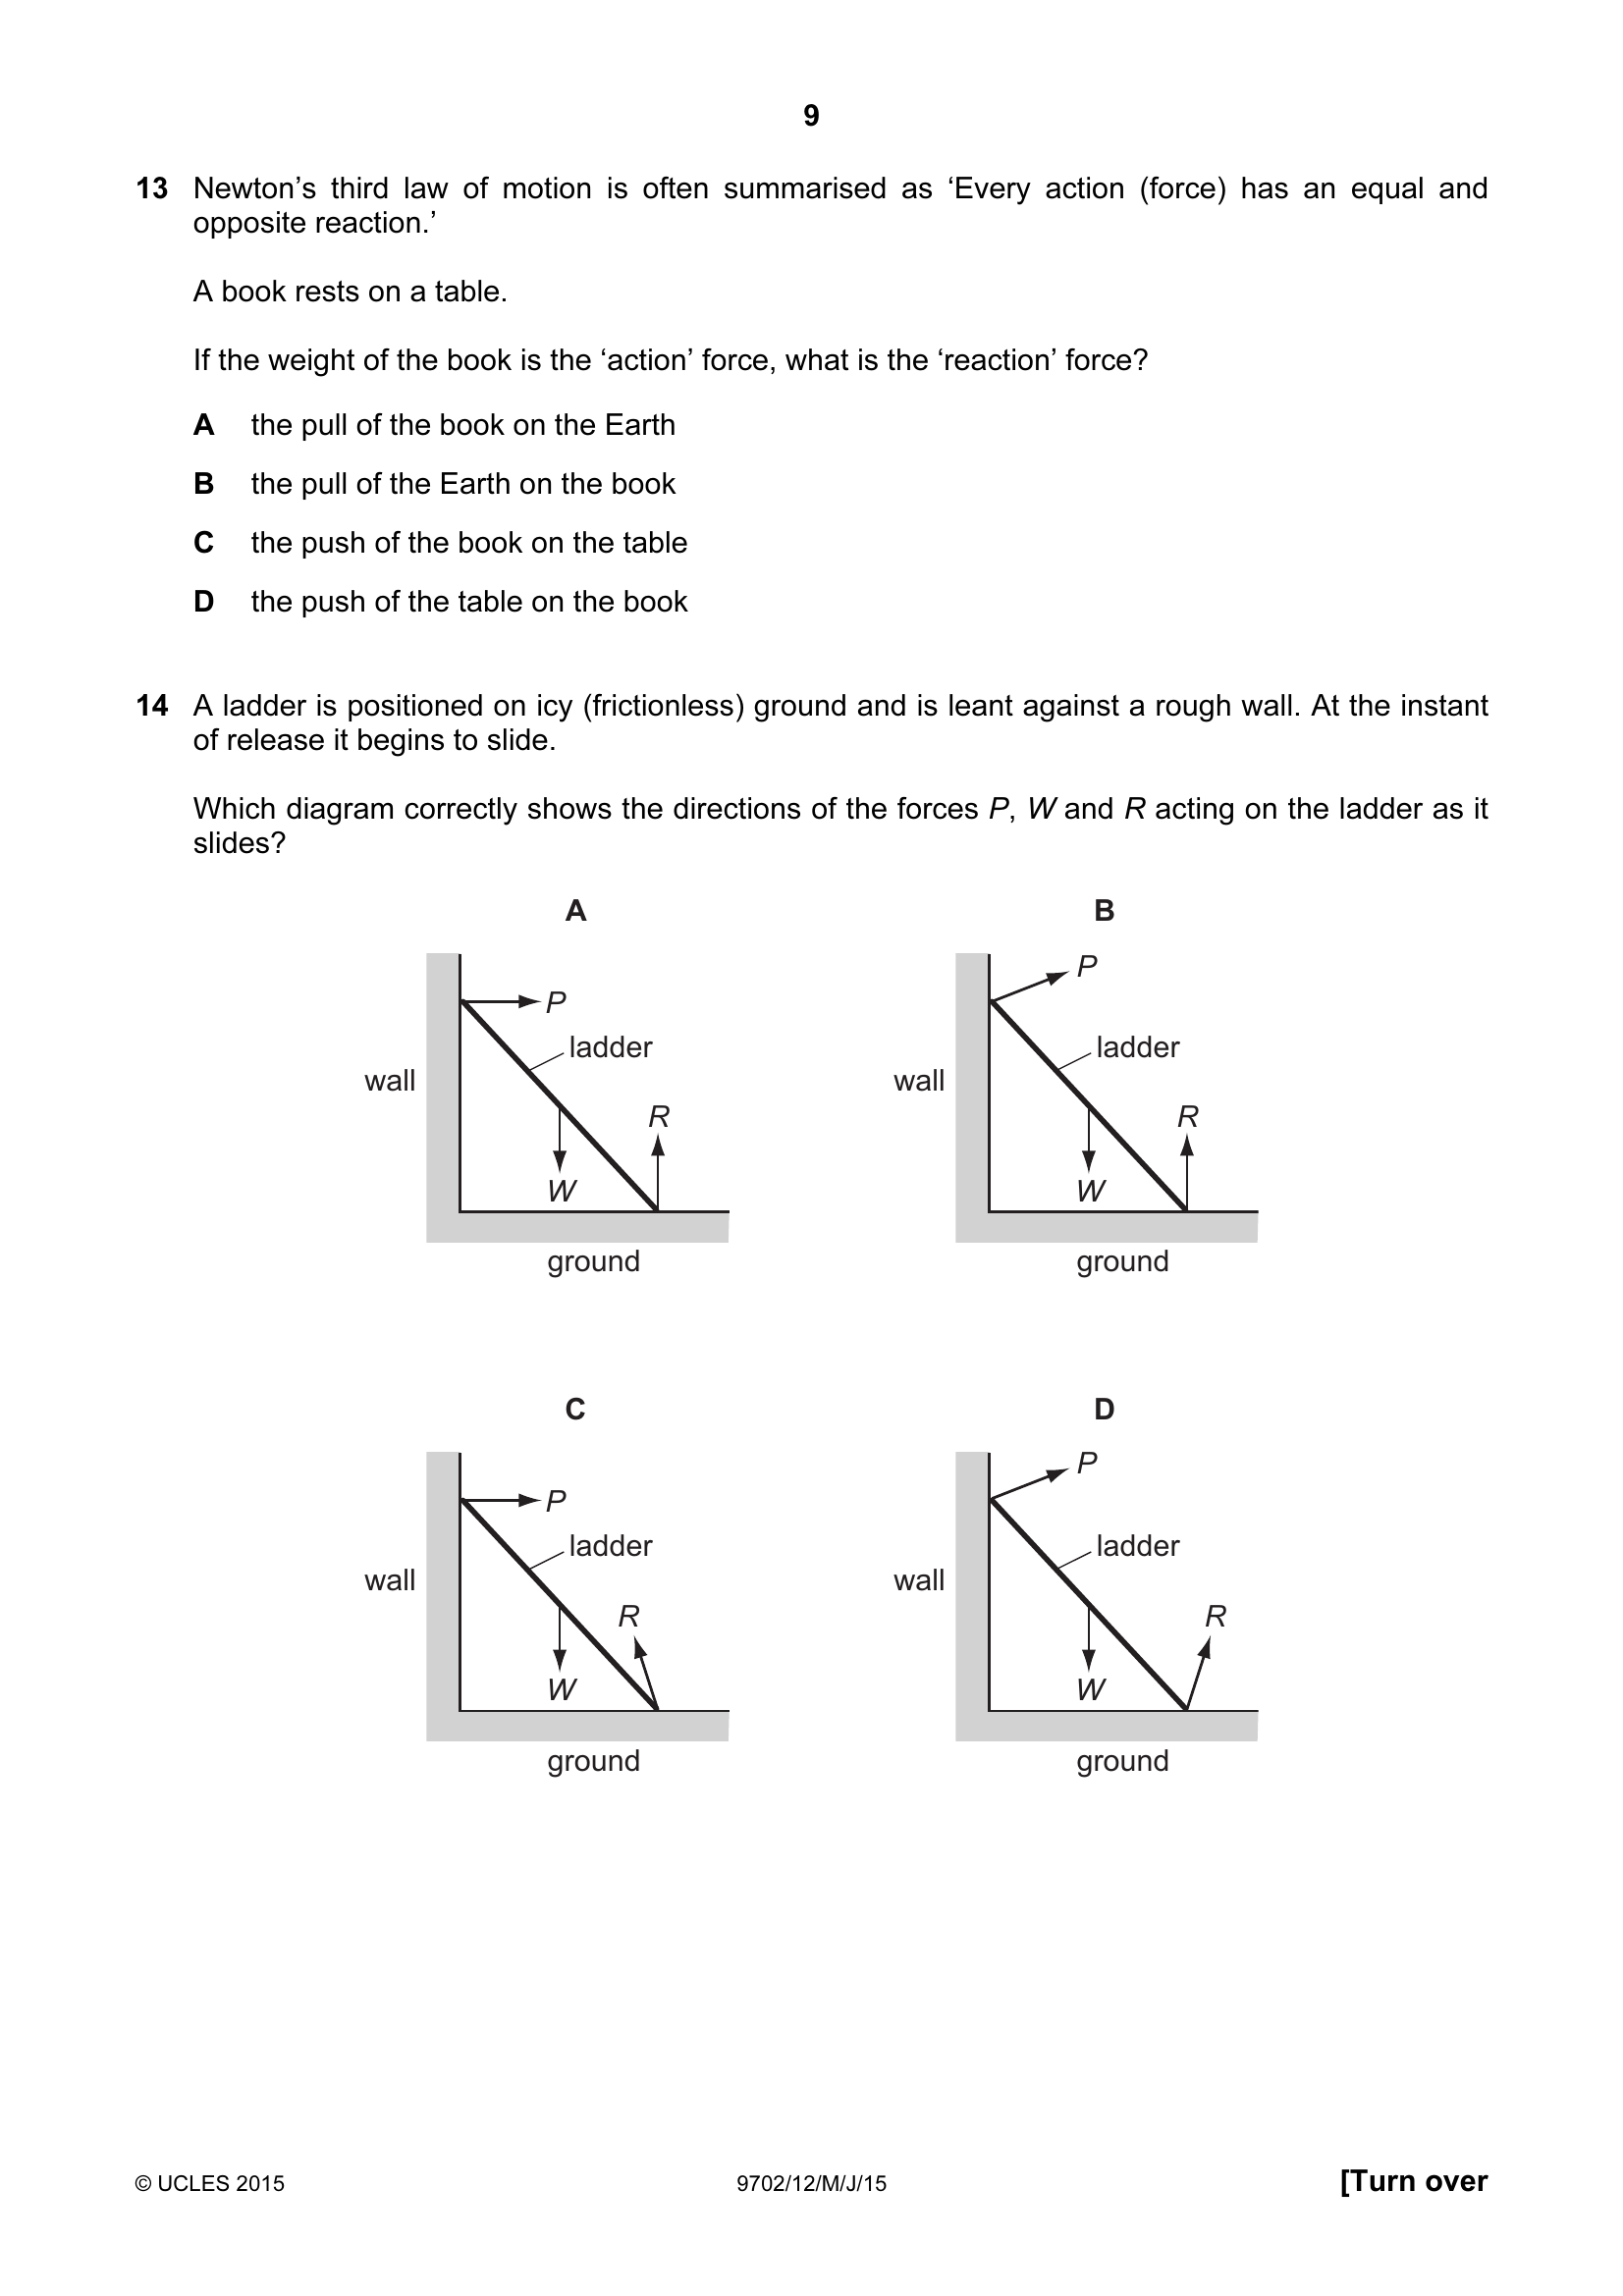 9
13 Newton’s third law of motion is often summarised as ‘Every action (force) has an equal and
opposite reaction.’
A book rests on a table.
If the weight of the book is the ‘action’ force, what is the ‘reaction’ force?
A the pull of the book on the Earth
B the pull of the Earth on the book
C the push of the book on the table
D the push of the table on the book
14 A ladder is positioned on icy (frictionless) ground and is leant against a rough wall. At the instant
of release it begins to slide.
Which diagram correctly shows the directions of the forces P, W and R acting on the ladder as it
slides?
A
P
ladder
wall
R
W
ground
B
P
ladder
wall
R
W
ground
C
P
ladder
wall
R
W
ground
D
P
ladder
wall
R
W
ground
© UCLES 2015
9702/12/M/J/15
[Turn over